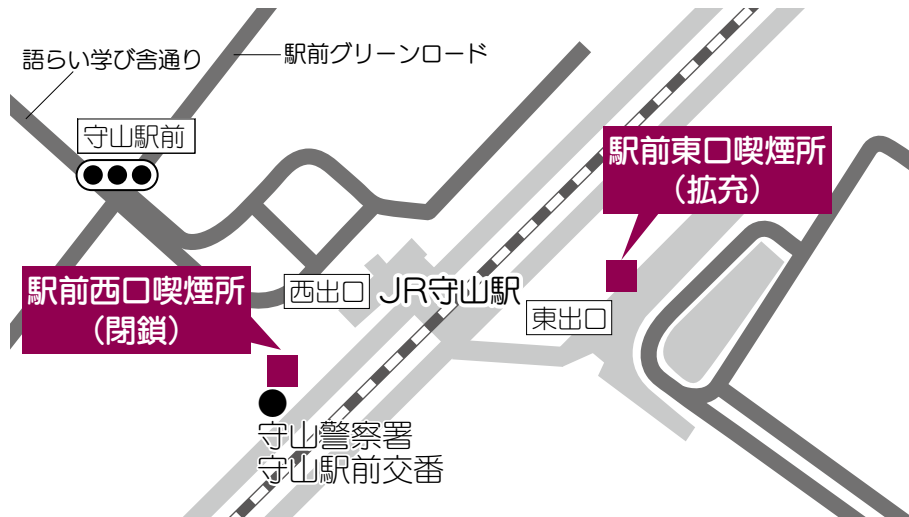 語らい学び舎通り
駅前グリーンロード
守山駅前
駅前東口喫煙所
（拡充）
駅前西口喫煙所
（閉鎖）
西出口
JR守山駅
東出口
守山警察署
守山駅前交番